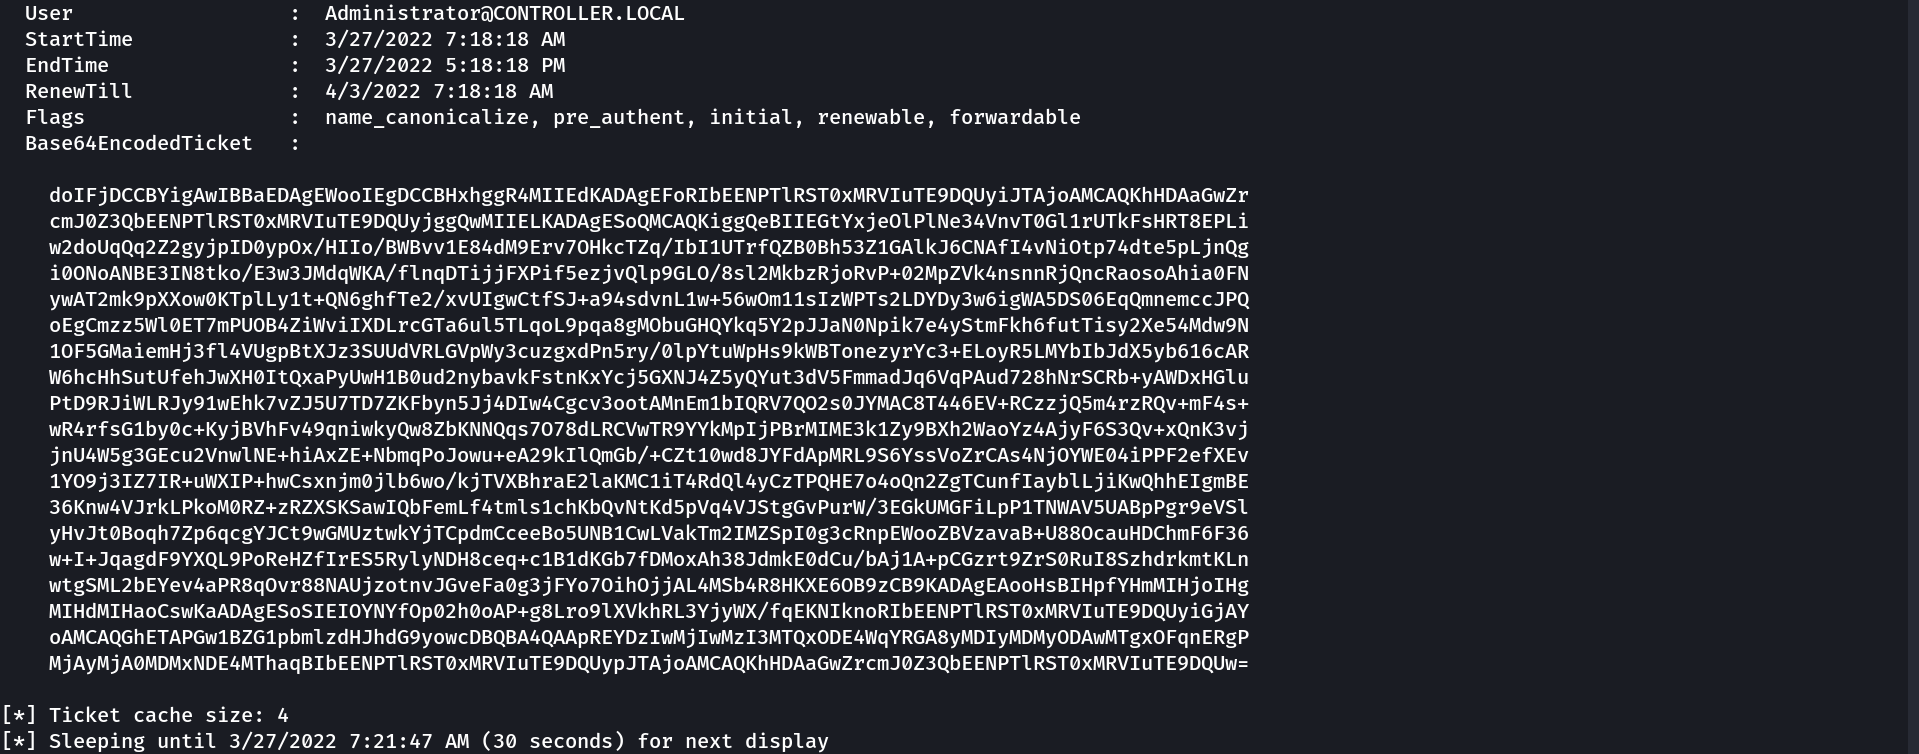 User : Administrator@CONTROLLER.LOCAL
StartTime : 3/27/2022 7:18:18 AM
EndTime : 3/27/2022 5:18:18 PM
RenewTill : 4/3/2022 7:18:18 AM
Flags : name_canonicalize, pre_authent, initial, renewable, forwardable
Base64EncodedTicket :
doIFjDCCBYigAwIBBaEDAgEWooIEgDCCBHxhggR4MIIEdKADAgEFoRIbEENPTlRST0xMRVIuTE9DQUyiJTAjoAMCAQKhHDAaGwZr
cmJ0Z3QbEENPTlRST0xMRVIuTE9DQUyjggQwMIIELKADAgESoQMCAQKiggQeBIIEGtYxjeOlPlNe34VnvT0Gl1rUTkFsHRT8EPLi
w2doUqQq2Z2gyjpID0ypOx/HIIo/BWBvv1E84dM9Erv7OHkcTZq/IbI1UTrfQZB0Bh53Z1GAlkJ6CNAfI4vNiOtp74dte5pLjnQg
i0ONoANBE3IN8tko/E3w3JMdqWKA/flnqDTijjFXPif5ezjvQlp9GLO/8sl2MkbzRjoRvP+02MpZVk4nsnnRjQncRaosoAhia0FN
ywAT2mk9pXXow0KTplLy1t+QN6ghfTe2/xvUIgwCtfSJ+a94sdvnL1w+56wOm11sIzWPTs2LDYDy3w6igWA5DS06EqQmnemccJPQ
oEgCmzz5Wl0ET7mPUOB4ZiWviIXDLrcGTa6ul5TLqoL9pqa8gMObuGHQYkq5Y2pJJaN0Npik7e4yStmFkh6futTisy2Xe54Mdw9N
1OF5GMaiemHj3fl4VUgpBtXJz3SUUdVRLGVpWy3cuzgxdPn5ry/0lpYtuWpHs9kWBTonezyrYc3+ELoyR5LMYbIbJdX5yb616cAR
W6hcHhSutUfehJwXH0ItQxaPyUwH1B0ud2nybavkFstnKxYcj5GXNJ4Z5yQYut3dV5FmmadJq6VqPAud728hNrSCRb+yAWDxHGlu
PtD9RJiWLRJy91wEhk7vZJ5U7TD7ZKFbyn5Jj4DIw4Cgcv3ootAMnEm1bIQRV7QO2s0JYMAC8T446EV+RCzzjQ5m4rzRQv+mF4s+
wR4rfsG1by0c+KyjBVhFv49qniwkyQw8ZbKNNQqs7O78dLRCVwTR9YYkMpIjPBrMIME3k1Zy9BXh2WaoYz4AjyF6S3Qv+xQnK3vj
jnU4W5g3GEcu2VnwlNE+hiAxZE+NbmqPoJowu+eA29kIlQmGb/+CZt10wd8JYFdApMRL9S6YssVoZrCAs4NjOYWE04iPPF2efXEv
1YO9j3IZ7IR+uWXIP+hwCsxnjm0jlb6wo/kjTVXBhraE2laKMC1iT4RdQl4yCzTPQHE7o4oQn2ZgTCunfIayblLjiKwQhhEIgmBE
36Knw4VJrkLPkoM0RZ+zRZXSKSawIQbFemLf4tmls1chKbQvNtKd5pVq4VJStgGvPurW/3EGkUMGFiLpP1TNWAV5UABpPgr9eVSl
yHvJt0Boqh7Zp6qcgYJCt9wGMUztwkYjTCpdmCceeBo5UNB1CwLVakTm2IMZSpI0g3cRnpEWooZBVzavaB+U88OcauHDChmF6F36
w+I+JqagdF9YXQL9PoReHZfIrES5RylyNDH8ceq+c1B1dKGb7fDMoxAh38JdmkE0dCu/bAj1A+pCGzrt9ZrS0RuI8SzhdrkmtKLn
wtgSML2bEYev4aPR8qOvr88NAUjzotnvJGveFa0g3jFYo7OihOjjAL4MSb4R8HKXE6OB9zCB9KADAgEAooHsBIHpfYHmMIHjoIHg
MIHdMIHaoCswKaADAgESoSIEIOYNYfOp02h0oAP+g8Lro9lXVkhRL3YjyWX/fqEKNIknoRIbEENPTlRST0xMRVIuTE9DQUyiGjAY
oAMCAQGhETAPGw1BZG1pbmlzdHJhdG9yowcDBQBA4QAApREYDzIwMjIwMzI3MTQxODE4WqYRGA8yMDIyMDMyODAwMTgxOFqnERgP
MjAyMjA0MDMxNDE4MThaqBIbEENPTlRST0xMRVIuTE9DQUypJTAjoAMCAQKhHDAaGwZrcmJ0Z3QbEENPTlRST0xMRVIuTE9DQUw=
[*] Ticket cache size: 4
[*] Sleeping until 3/27/2022 7:21:47 AM (30 seconds) for next display